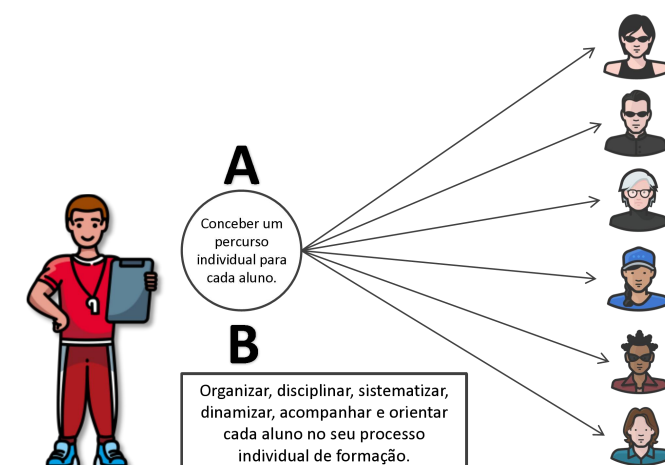 A
Conceber um
percurso
individual para
cada aluno.
B
Organizar, disciplinar, sistematizar,
dinamizar, acompanhar e orientar
cada aluno no seu processo
individual de formação.